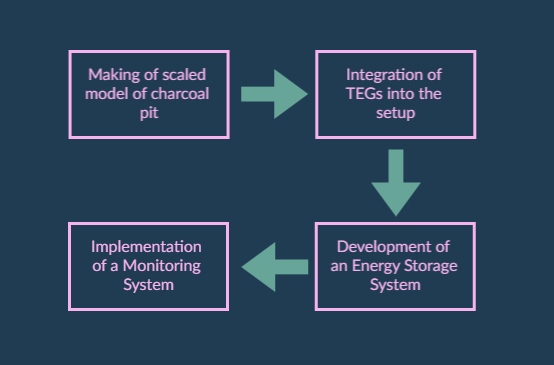 Making of scaled
model of charcoal
pit
Integration of
TEGs into the
setup
Development of
an Energy Storage
System
Implementation
of a Monitoring
System